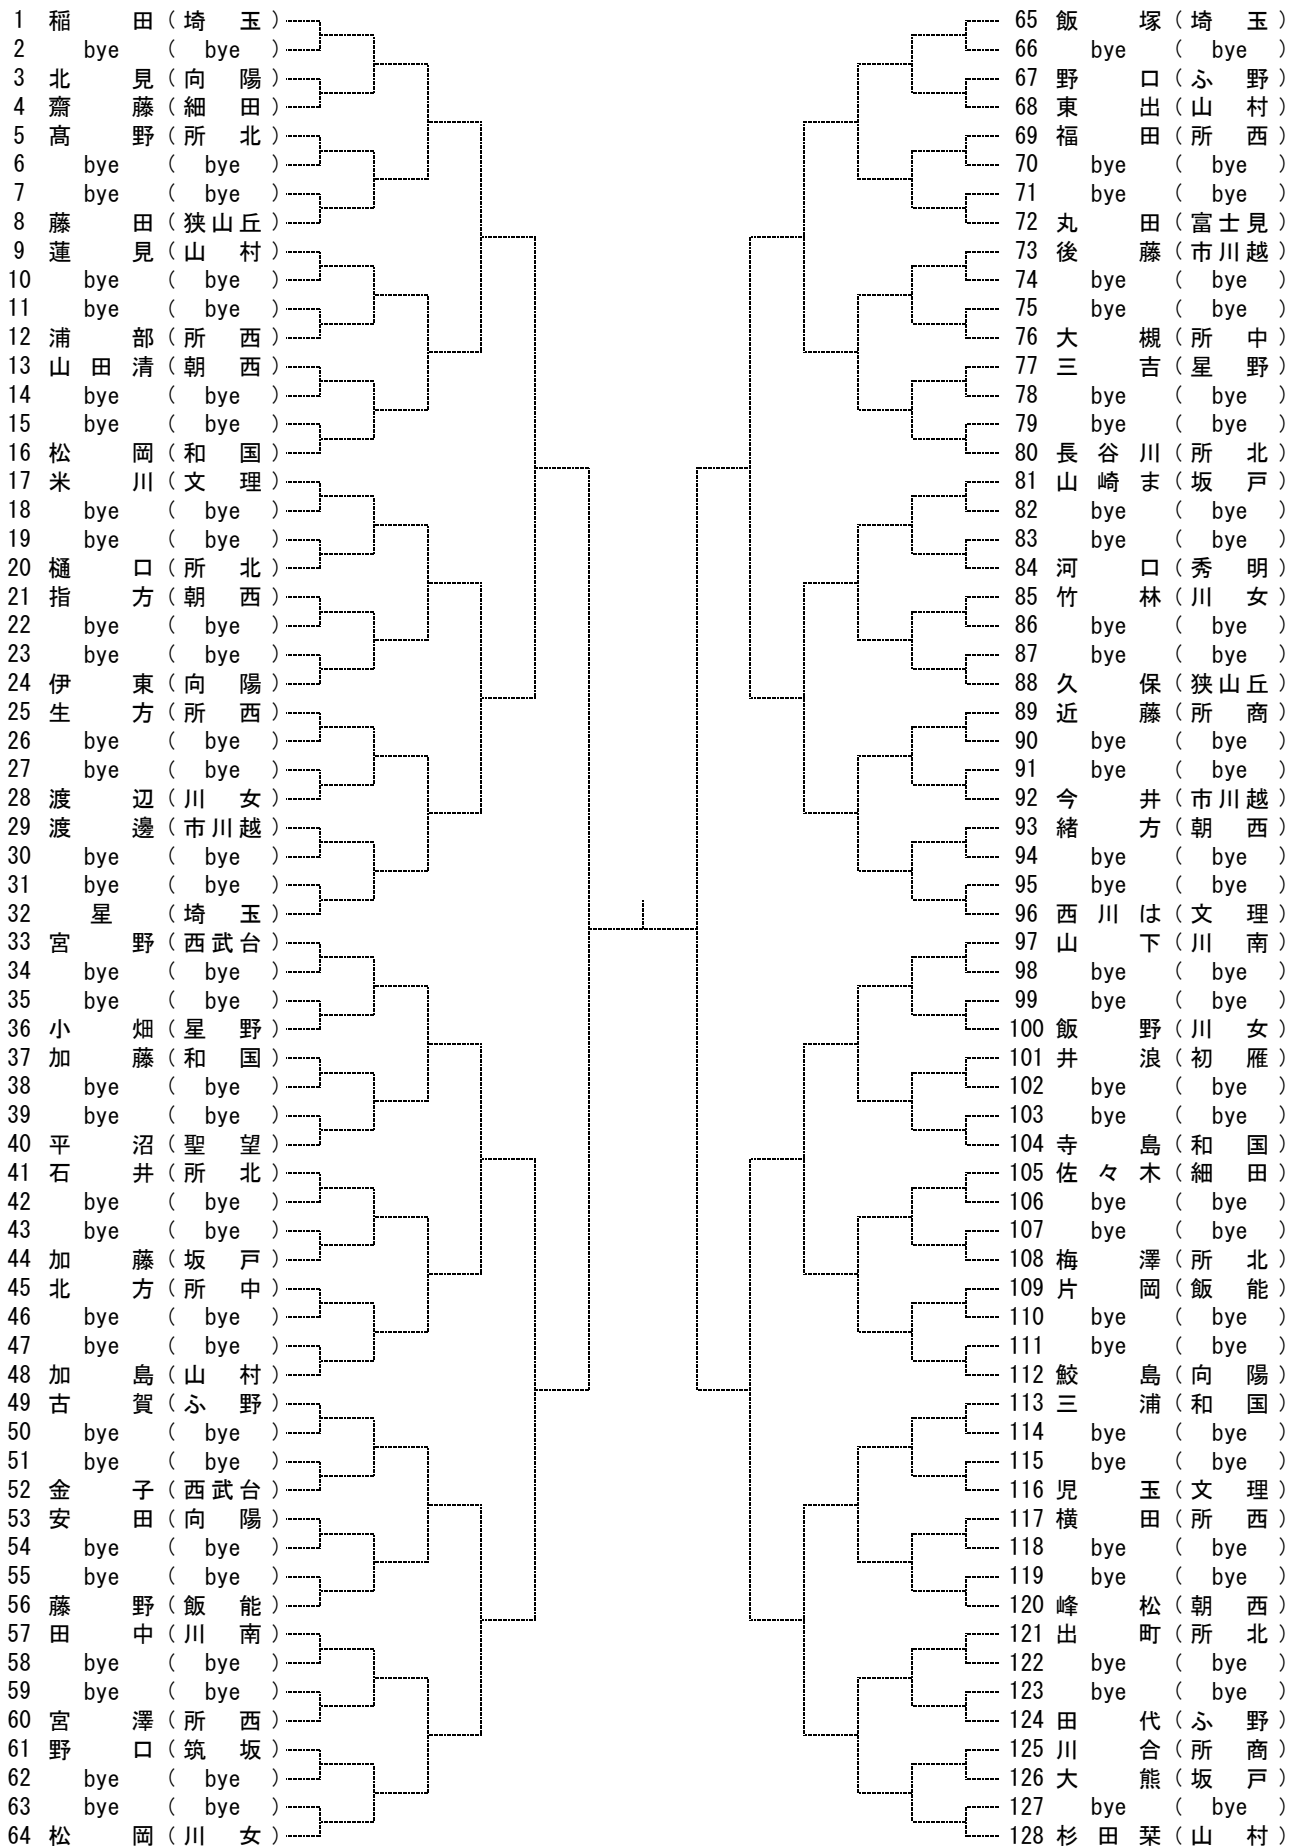 1 稲田(埼玉)
2 bye(bye)
3 北見(向陽)
4 齋藤(細田)
5 髙野(所北)
6 bye(bye)
7 bye(bye)
8 藤田(狭山丘)
9 蓮見(山村)
10 bye(bye)
11 bye(bye)
12 浦部(所西)
13 山田清(朝西)
14 bye(bye)
15 bye(bye)
16 松岡(和国)
17 米川(文理)
18 bye(bye)
19 bye(bye)
20 樋口(所北)
21 指方(朝西)
22 bye(bye)
23 bye(bye)
24 伊東(向陽)
25 生方(所西)
26 bye(bye)
27 bye(bye)
28 渡辺(川女)
29 渡邊(市川越)
30 bye(bye)
31 bye(bye)
32 星(埼玉)
33 宮野(西武台)
34 bye(bye)
35 bye(bye)
36 小畑(星野)
37 加藤(和国)
38 bye(bye)
39 bye(bye)
40 平沼(聖望)
41 石井(所北)
42 bye(bye)
43 bye(bye)
44 加藤(坂戸)
45 北方(所中)
46 bye(bye)
47 bye(bye)
48 加島(山村)
49 古賀(ふ野)
50 bye(bye)
51 bye(bye)
52 金子(西武台)
53 安田(向陽)
54 bye(bye)
55 bye(bye)
56 藤野(飯能)
57 田中(川南)
58 bye(bye)
59 bye(bye)
60 宮澤(所西)
61 野口(筑坂)
62 bye(bye)
63 bye(bye)
64 松岡(川女)
65 飯塚(埼玉)
66 bye(bye)
67 野口(ふ野)
68 東出(山村)
69 福田(所西)
70 bye(bye)
71 bye(bye)
72 丸田(富士見)
73 後藤(市川越)
74 bye(bye)
75 bye(bye)
76 大槻(所中)
77 三吉(星野)
78 bye(bye)
79 bye(bye)
80 長谷川(所北)
81 山崎ま(坂戸)
82 bye(bye)
83 bye(bye)
84 河口(秀明)
85 竹林(川女)
86 bye(bye)
87 bye(bye)
88 久保(狭山丘)
89 近藤(所商)
90 bye(bye)
91 bye(bye)
92 今井(市川越)
93 緒方(朝西)
94 bye(bye)
95 bye(bye)
96 西川は(文理)
97 山下(川南)
98 bye(bye)
99 bye(bye)
100 飯野(川女)
101 井浪(初雁)
102 bye(bye)
103 bye(bye)
104 寺島(和国)
105 佐々木(細田)
106 bye(bye)
107 bye(bye)
108 梅澤(所北)
109 片岡(飯能)
110 bye(bye)
111 bye(bye)
112 鮫島(向陽)
113 三浦(和国)
114 bye(bye)
115 bye(bye)
116 児玉(文理)
117 横田(所西)
118 bye(bye)
119 bye(bye)
120 峰松(朝西)
121 出町(所北)
122 bye(bye)
123 bye(bye)
124 田代(ふ野)
125 川合(所商)
126 大熊(坂戸)
127 bye(bye)
128 杉田栞(山村)